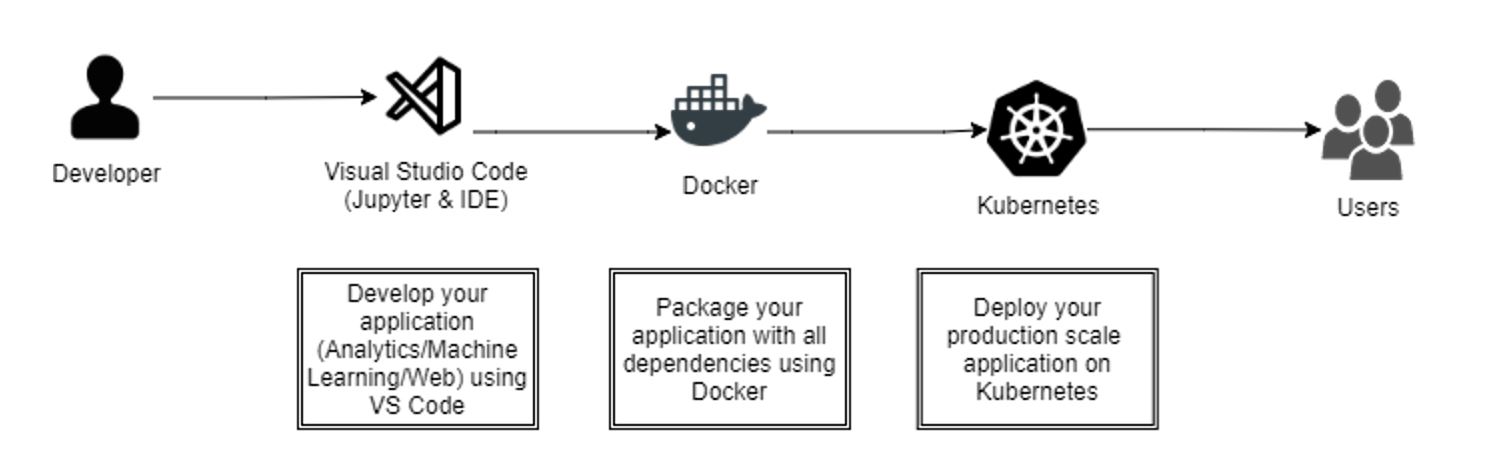 Developer
Visual Studio Code
(Jupyter & IDE)
Docker
Kubernetes
Users
Develop your
application
(Analytics/Machine
Learning/Web) using
VS Code
Package your
application with all
dependencies using
Docker
Deploy your
production scale
application on
Kubernetes